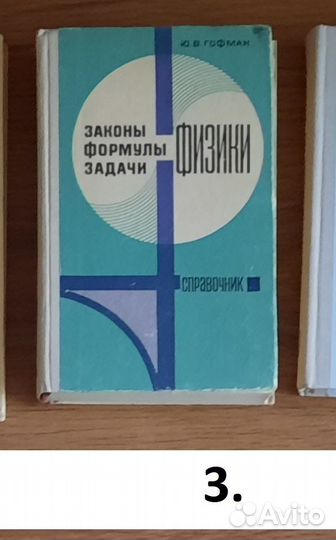 Ю.В. ГОФМАН
ЗАКОНЫ
ФОРМУЛЫ
ЗАДАЧИ
ФИЗИКИ
СПРАВОЧНИК
3.
Avito